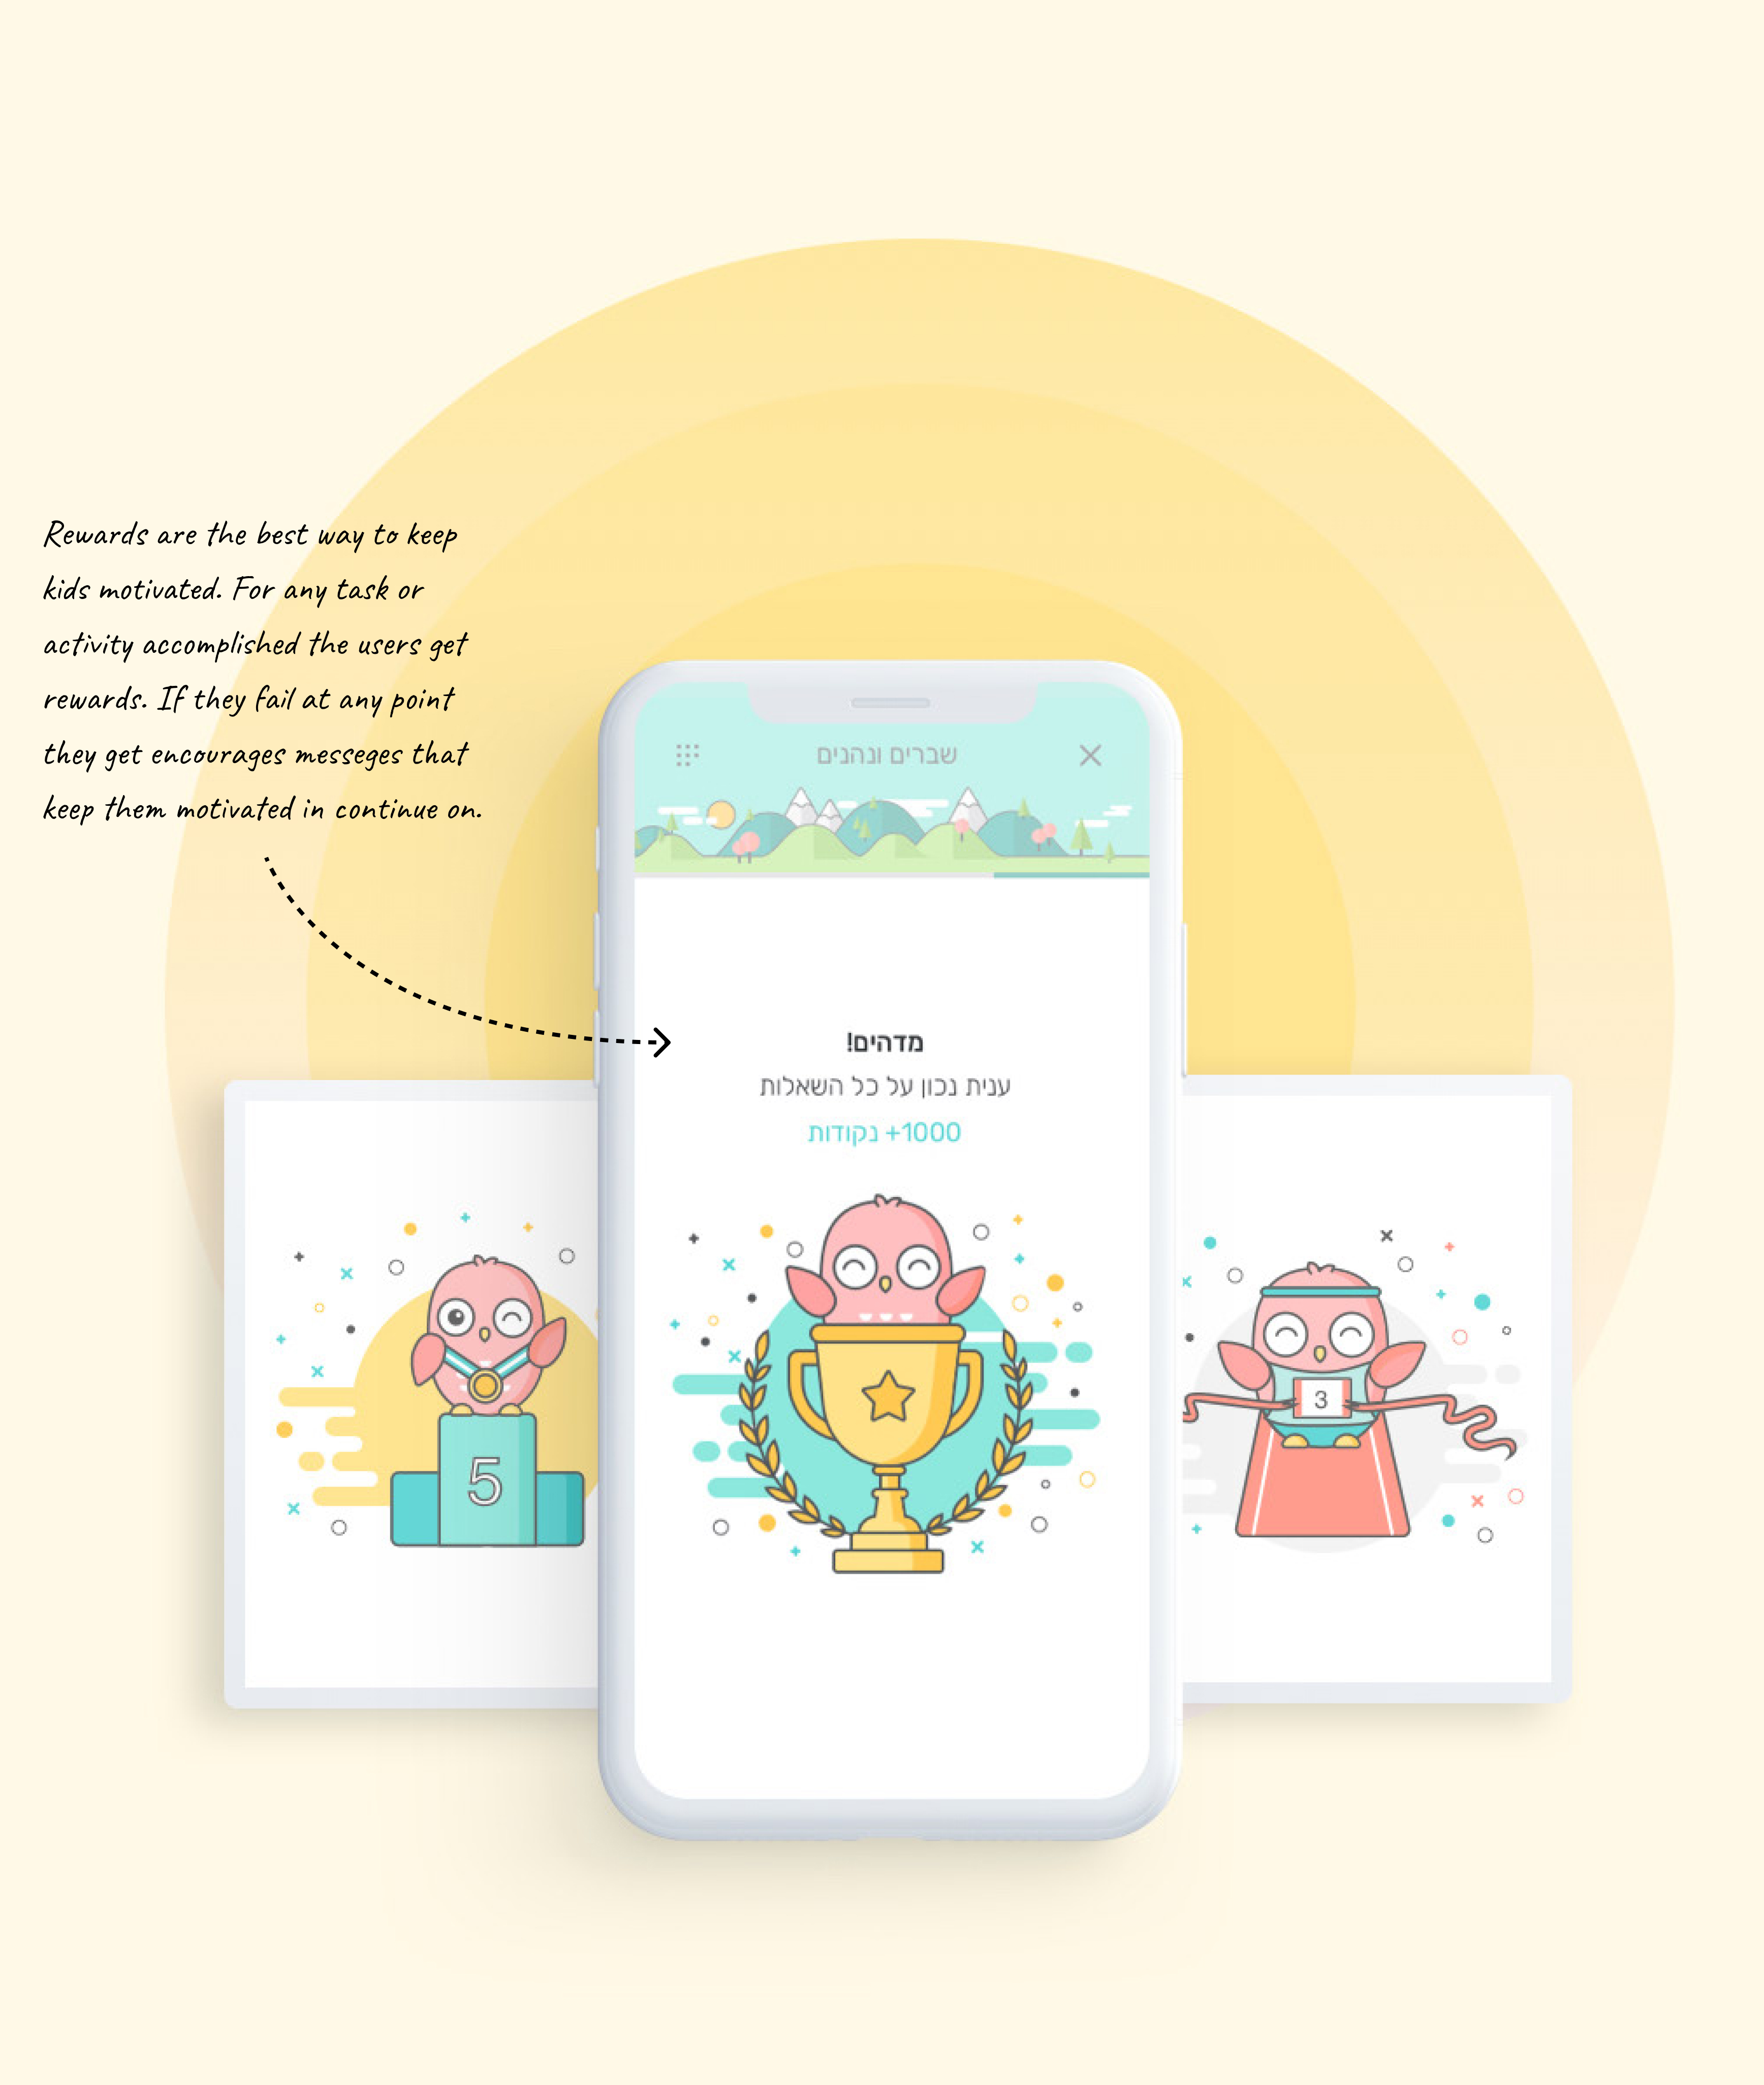 Rewards are the best way to keep
kids motivated. For any task or
activity accomplished the users get
rewards. If they fail at any point
they get encourages messeges that
keep them motivated in continue on.
שברים ונהנים
מדהים!
ענית נכון על כל השאלות
+1000 נקודות
5
3